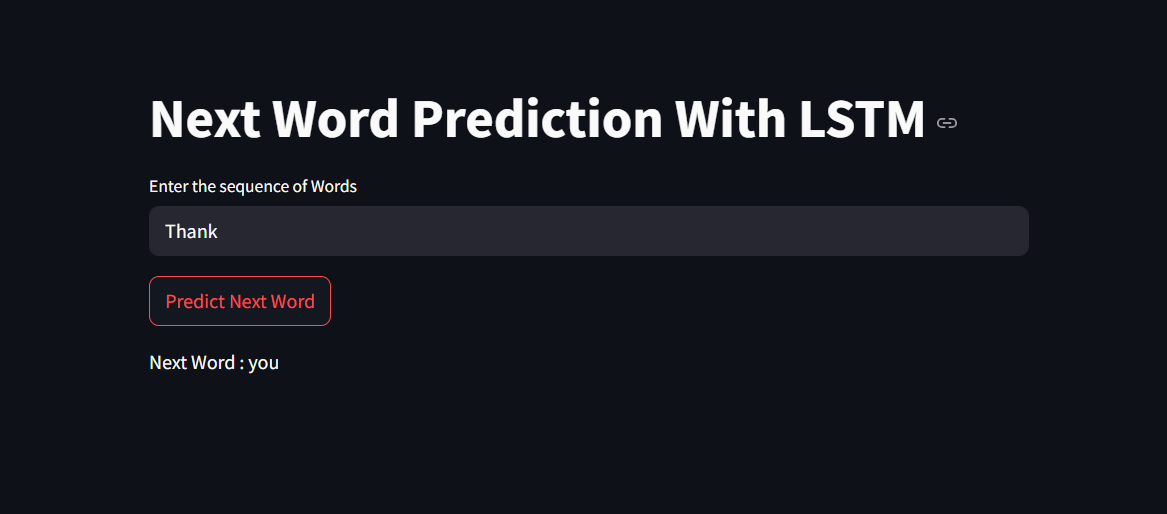 Next Word Prediction With LSTM
Enter the sequence of Words
Thank
Predict Next Word
Next Word : you